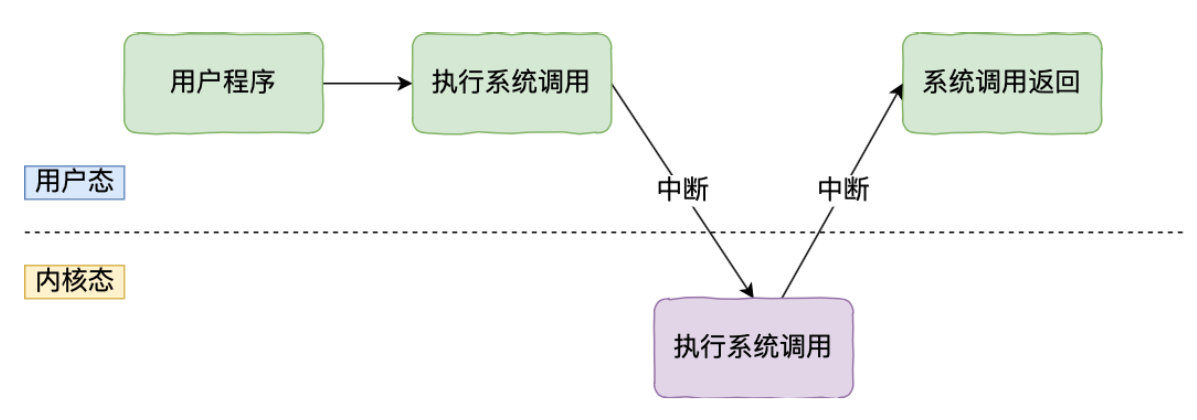 用户程序
执行系统调用
系统调用返回
用户态
中断
中断
内核态
执行系统调用